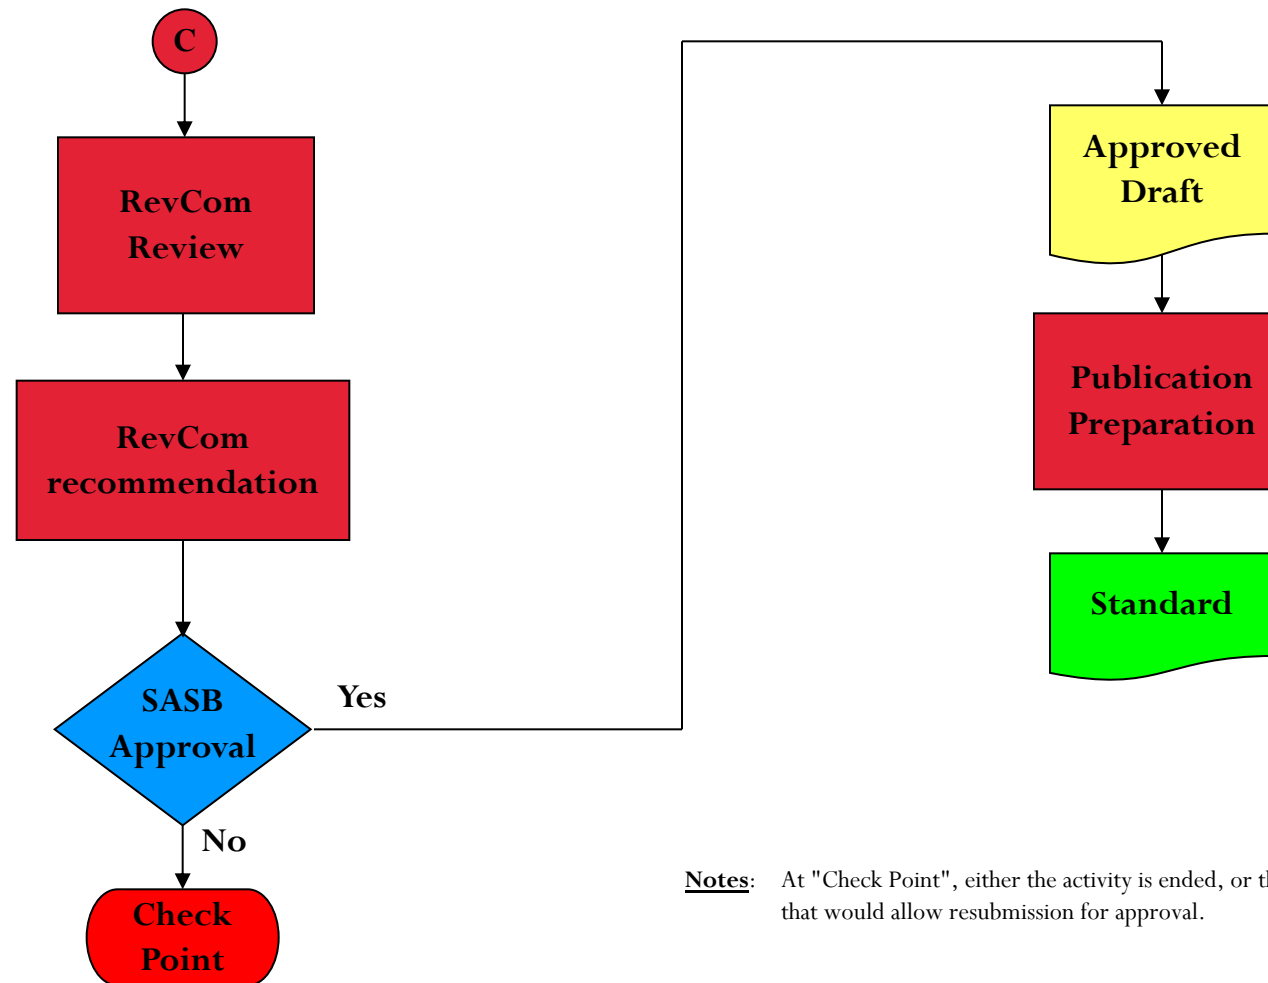 C
RevCom
Review
RevCom
recommendation
SASB
Approval
Yes
No
Check
Point
Approved
Draft
Publication
Preparation
Standard
Notes: At "Check Point", either the activity is ended, or
that would allow resubmission for approval.